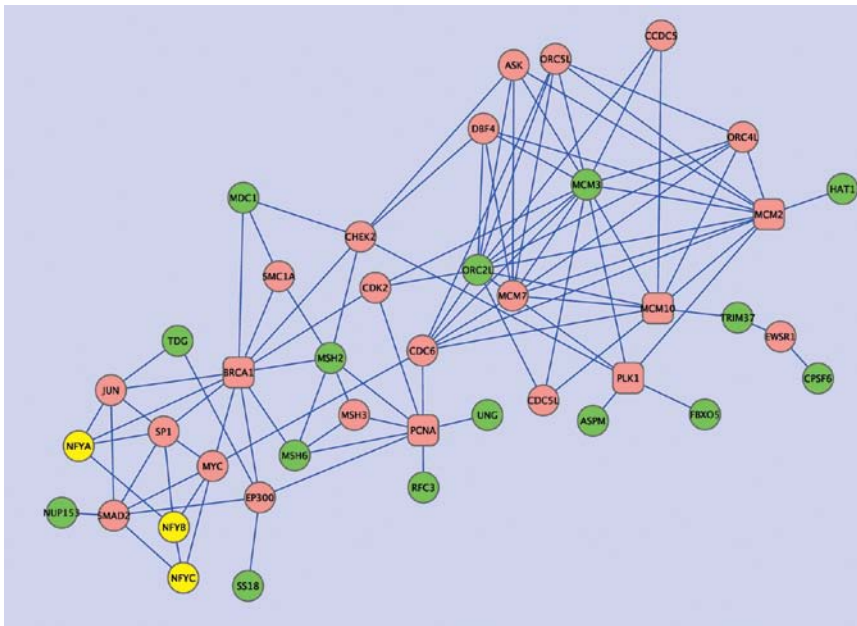 CCDC5
ORC5L
ASK
DBF4
ORC4L
MCM3
HAT1
MDC1
MCM2
CHEK2
ORC2L
SMC1A
CDK2
MCM7
MCM10
TRIM37
EWSR1
TDG
CDC6
MSH2
BRCA1
PLK1
CPSF6
JUN
CDC5L
MSH3
UNG
FBXO5
ASPM
PCNA
SP1
NFYA
MSH6
MYC
RFC3
EP300
NUP153
SMAD2
NFYB
NFYC
SS18